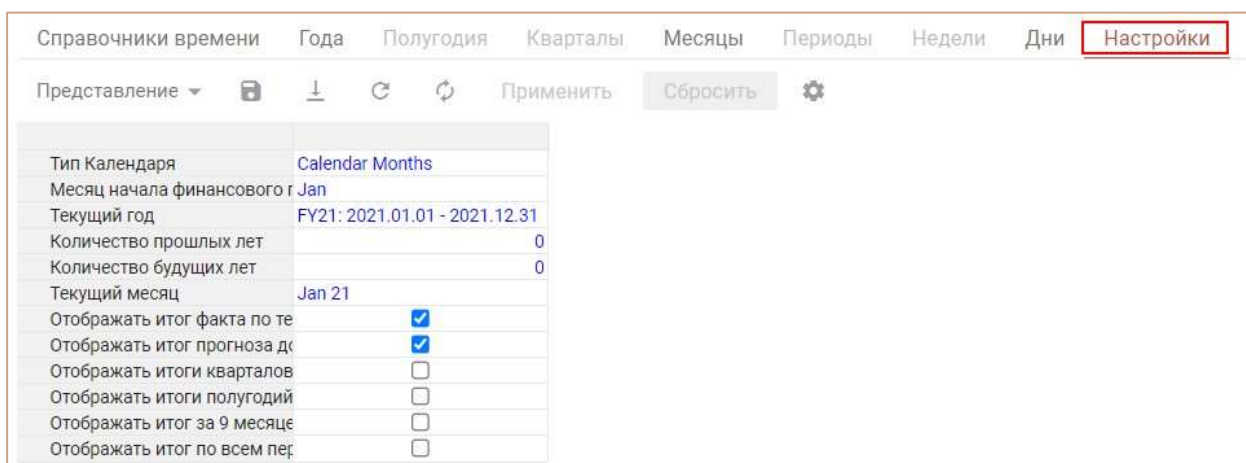 Справочники времени Года Полугодия Кварталы Месяцы Периоды Недели Дни Настройки
Представление Применить Сбросить
Тип Календаря Calendar Months
Месяц начала финансового г Jan
Текущий год FY21: 2021.01.01 - 2021.12.31
Количество прошлых лет 0
Количество будущих лет 0
Текущий месяц Jan 21
Отображать итог факта по те
Отображать итог прогноза до
Отображать итоги кварталов
Отображать итоги полугодий
Отображать итог за 9 месяце
Отображать итог по всем пер